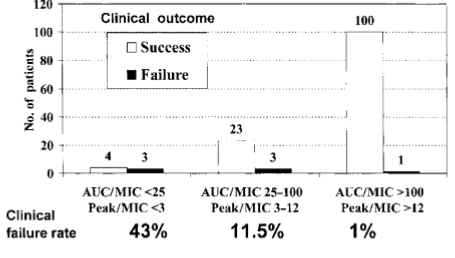 120
Clinical outcome
Success
Failure
No. of patients
100
80
60
40
20
0
4
3
23
3
100
1
AUC/MIC <25
Peak/MIC <3
AUC/MIC 25–100
Peak/MIC 3–12
AUC/MIC >100
Peak/MIC >12
Clinical
failure rate
43%
11.5%
1%